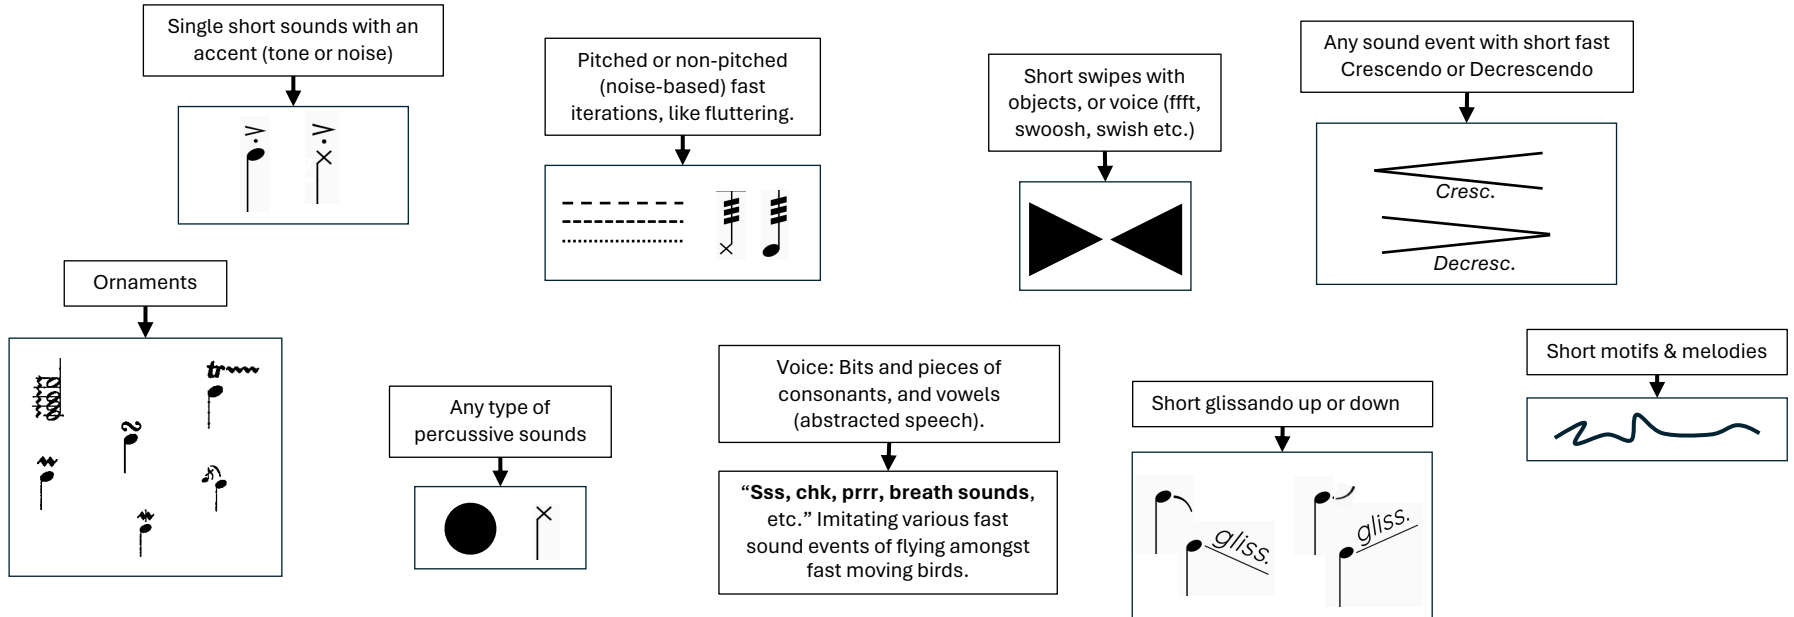 Single short sounds with an
accent (tone or noise)
Pitched or non-pitched
(noise-based) fast
iterations, like fluttering.
Short swipes with
objects, or voice (ffft,
swoosh, swish etc.)
Any sound event with short fast
Crescendo or Decrescendo
Cresc.
Decresc.
Ornaments
tr
Any type of
percussive sounds
Voice: Bits and pieces of
consonants, and vowels
(abstracted speech).
“Sss, chk, prrr, breath sounds,
etc.” Imitating various fast
sound events of flying amongst
fast moving birds.
Short glissando up or down
gliss.
gliss.
Short motifs & melodies